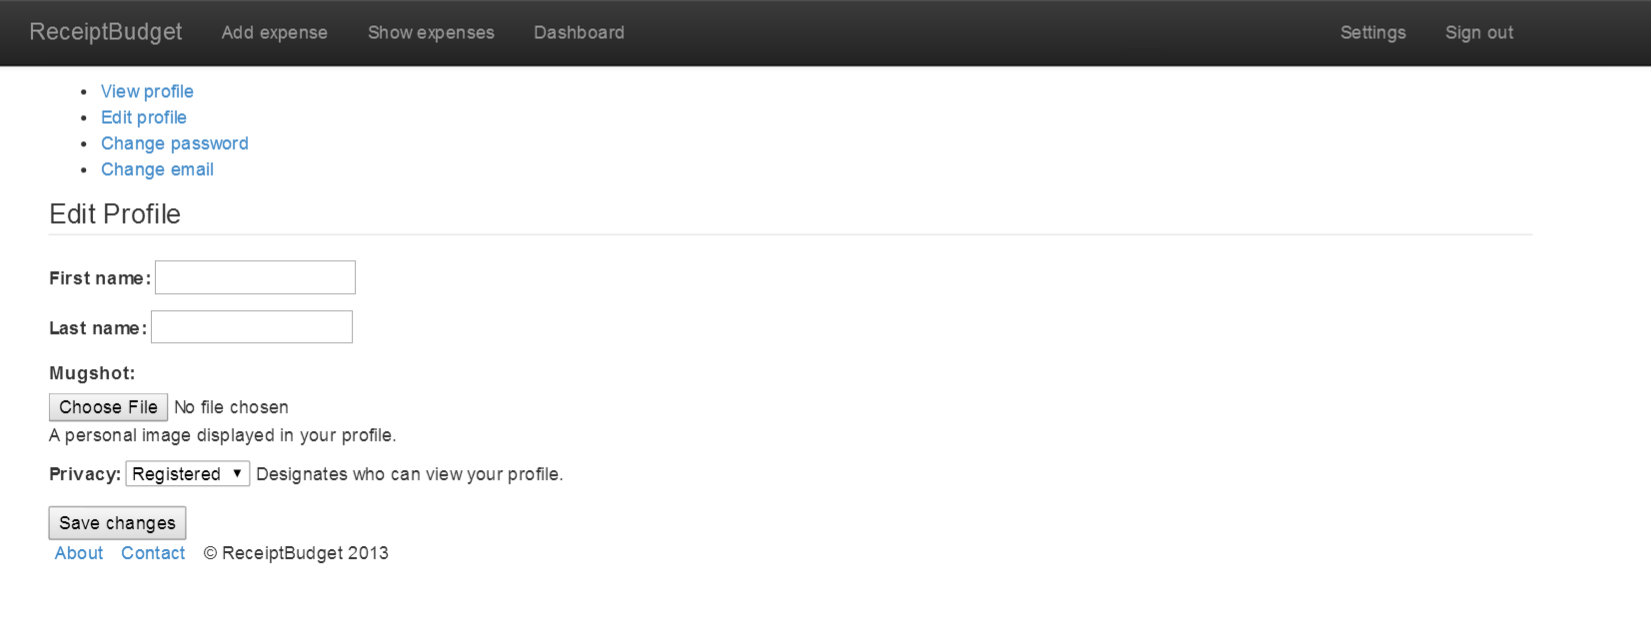 ReceiptBudget Add expense Show expenses Dashboard Settings Sign out
View profile
Edit profile
Change password
Change email
Edit Profile
First name:
Last name:
Mugshot:
Choose File No file chosen
A personal image displayed in your profile.
Privacy: Registered Designates who can view your profile.
Save changes
About Contact © ReceiptBudget 2013